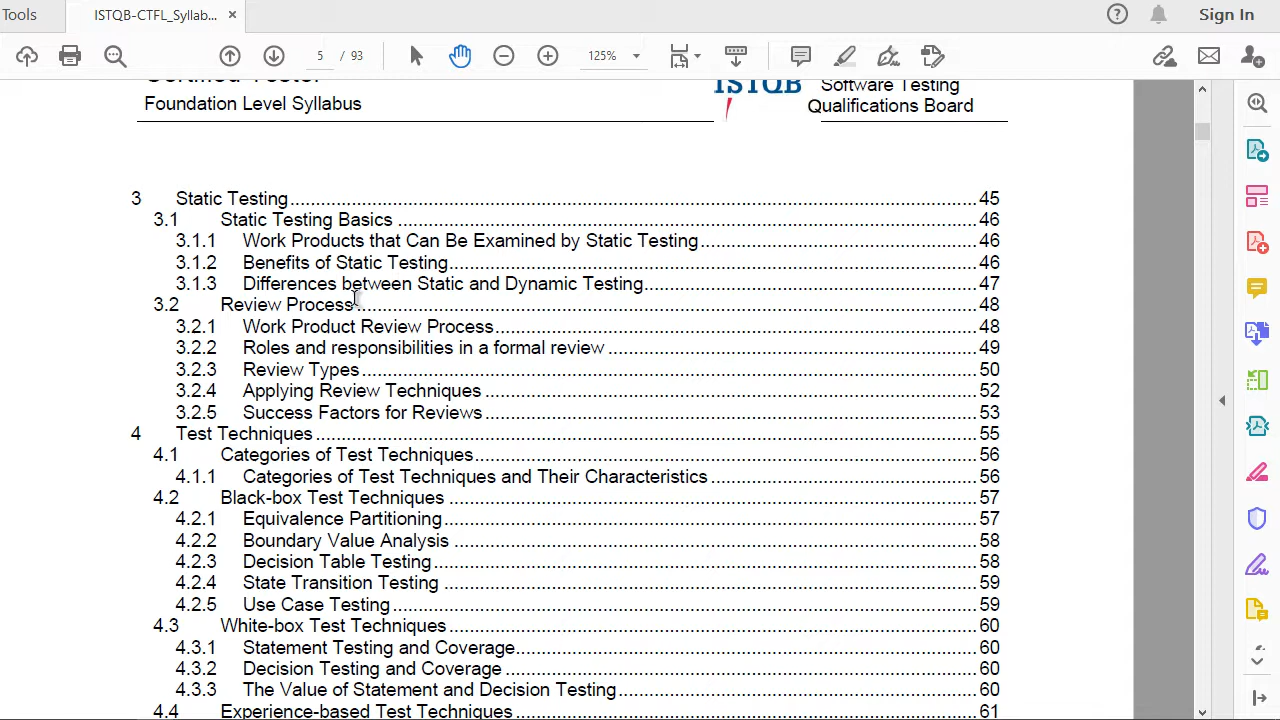 Tools
ISTQB-CTFL_Syllab... ×
Sign In
5 / 93
125%
Certified Tester
Foundation Level Syllabus
ISTQB
Software Testing
Qualifications Board
3 Static Testing 45
3.1 Static Testing Basics 46
3.1.1 Work Products that Can Be Examined by Static Testing 46
3.1.2 Benefits of Static Testing 46
3.1.3 Differences between Static and Dynamic Testing 47
3.2 Review Process 48
3.2.1 Work Product Review Process 48
3.2.2 Roles and responsibilities in a formal review 49
3.2.3 Review Types 50
3.2.4 Applying Review Techniques 52
3.2.5 Success Factors for Reviews 53
4 Test Techniques 55
4.1 Categories of Test Techniques 56
4.1.1 Categories of Test Techniques and Their Characteristics 56
4.2 Black-box Test Techniques 57
4.2.1 Equivalence Partitioning 57
4.2.2 Boundary Value Analysis 58
4.2.3 Decision Table Testing 58
4.2.4 State Transition Testing 59
4.2.5 Use Case Testing 59
4.3 White-box Test Techniques 60
4.3.1 Statement Testing and Coverage 60
4.3.2 Decision Testing and Coverage 60
4.3.3 The Value of Statement and Decision Testing 60
4.4 Experience-based Test Techniques 61